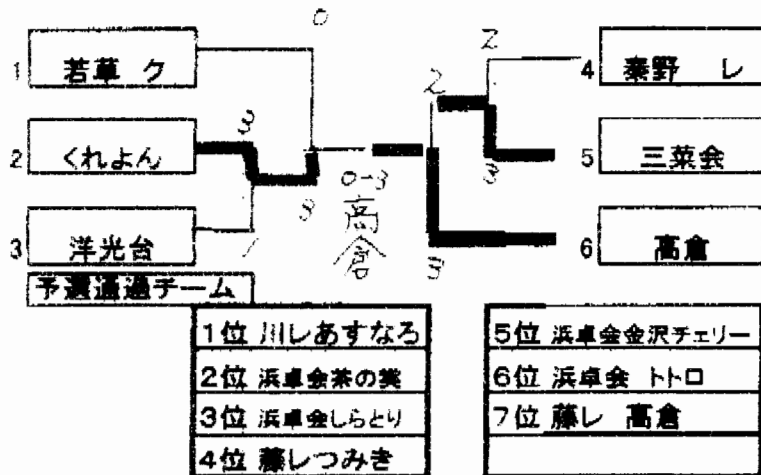 0
2
1 若草 ク
4 秦野 レ
2
3
2 くれよん
5 三菜会
3
0-3
3
高倉
3 洋光台
1
6 高倉
3
予選通過チーム
1位 川レあすなろ
5位 浜卓会金沢チェリー
2位 浜卓会茶の実
6位 浜卓会 トトロ
3位 浜卓会しらとり
7位 藤レ 高倉
4位 藤レつみき